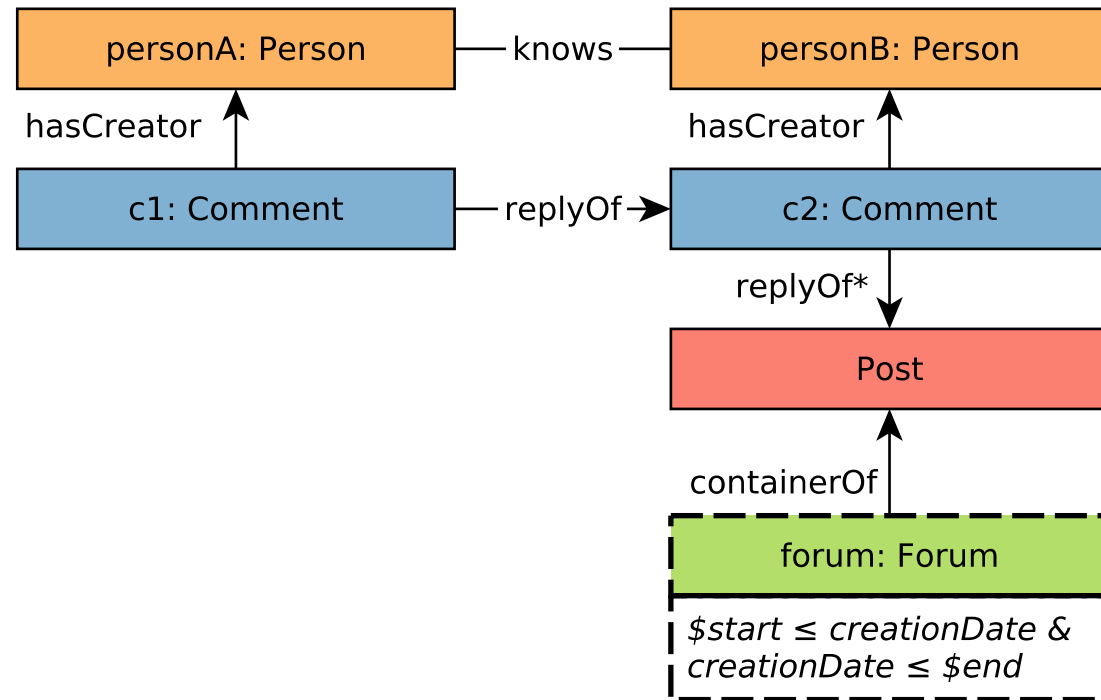 personA: Person
knows
personB: Person
hasCreator
hasCreator
c1: Comment
replyOf
c2: Comment
replyOf*
Post
containerOf
forum: Forum
$start ≤ creationDate &
creationDate ≤ $end